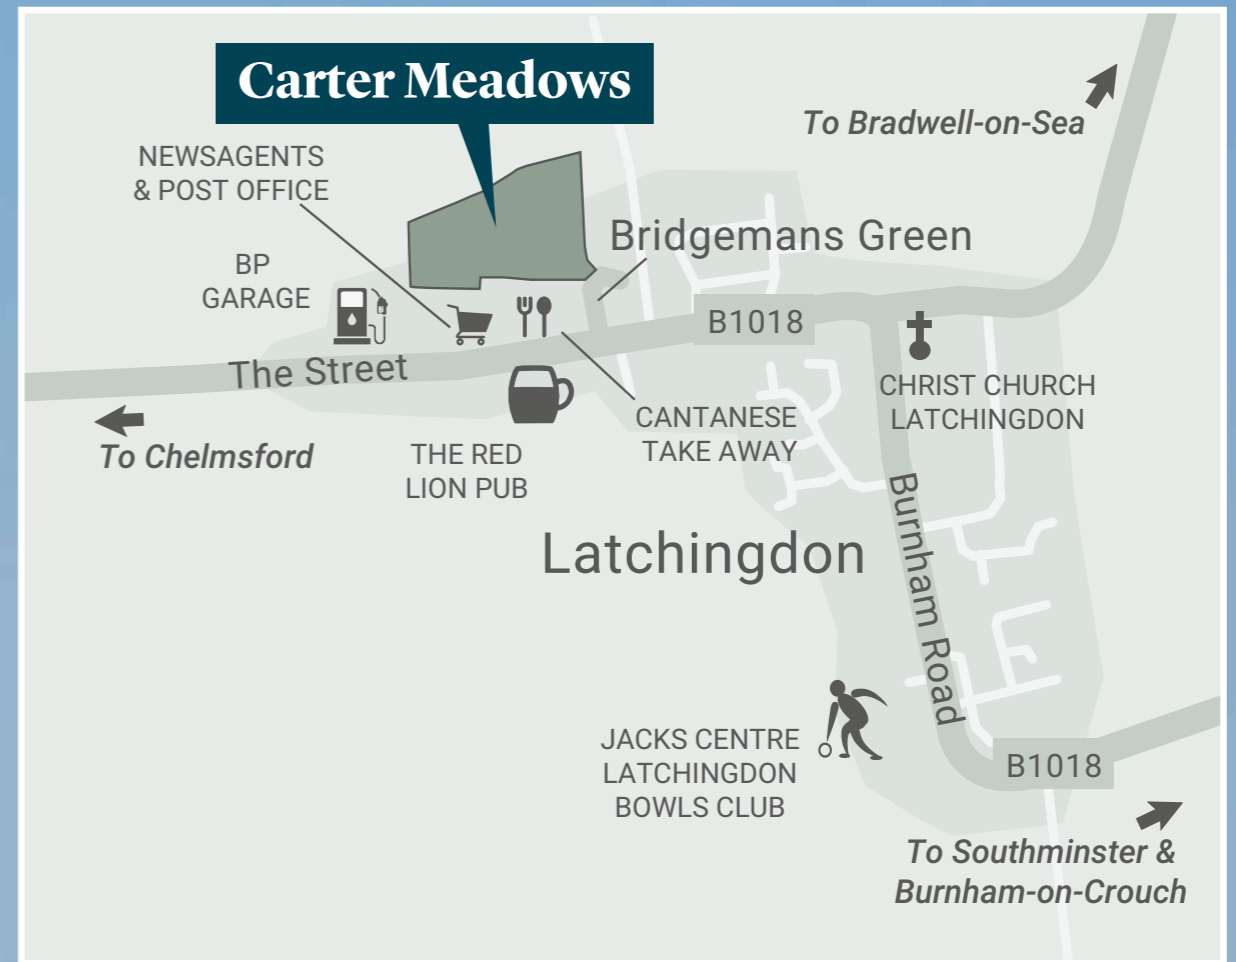 Carter Meadows
To Bradwell-on-Sea
NEWSAGENTS
& POST OFFICE
Bridgemans Green
BP
GARAGE
B1018
The Street
CHRIST CHURCH
LATCHINGDON
CANTANESE
TAKE AWAY
To Chelmsford
THE RED
LION PUB
Latchingdon
Burnham Road
JACKS CENTRE
LATCHINGDON
BOWLS CLUB
B1018
To Southminster &
Burnham-on-Crouch